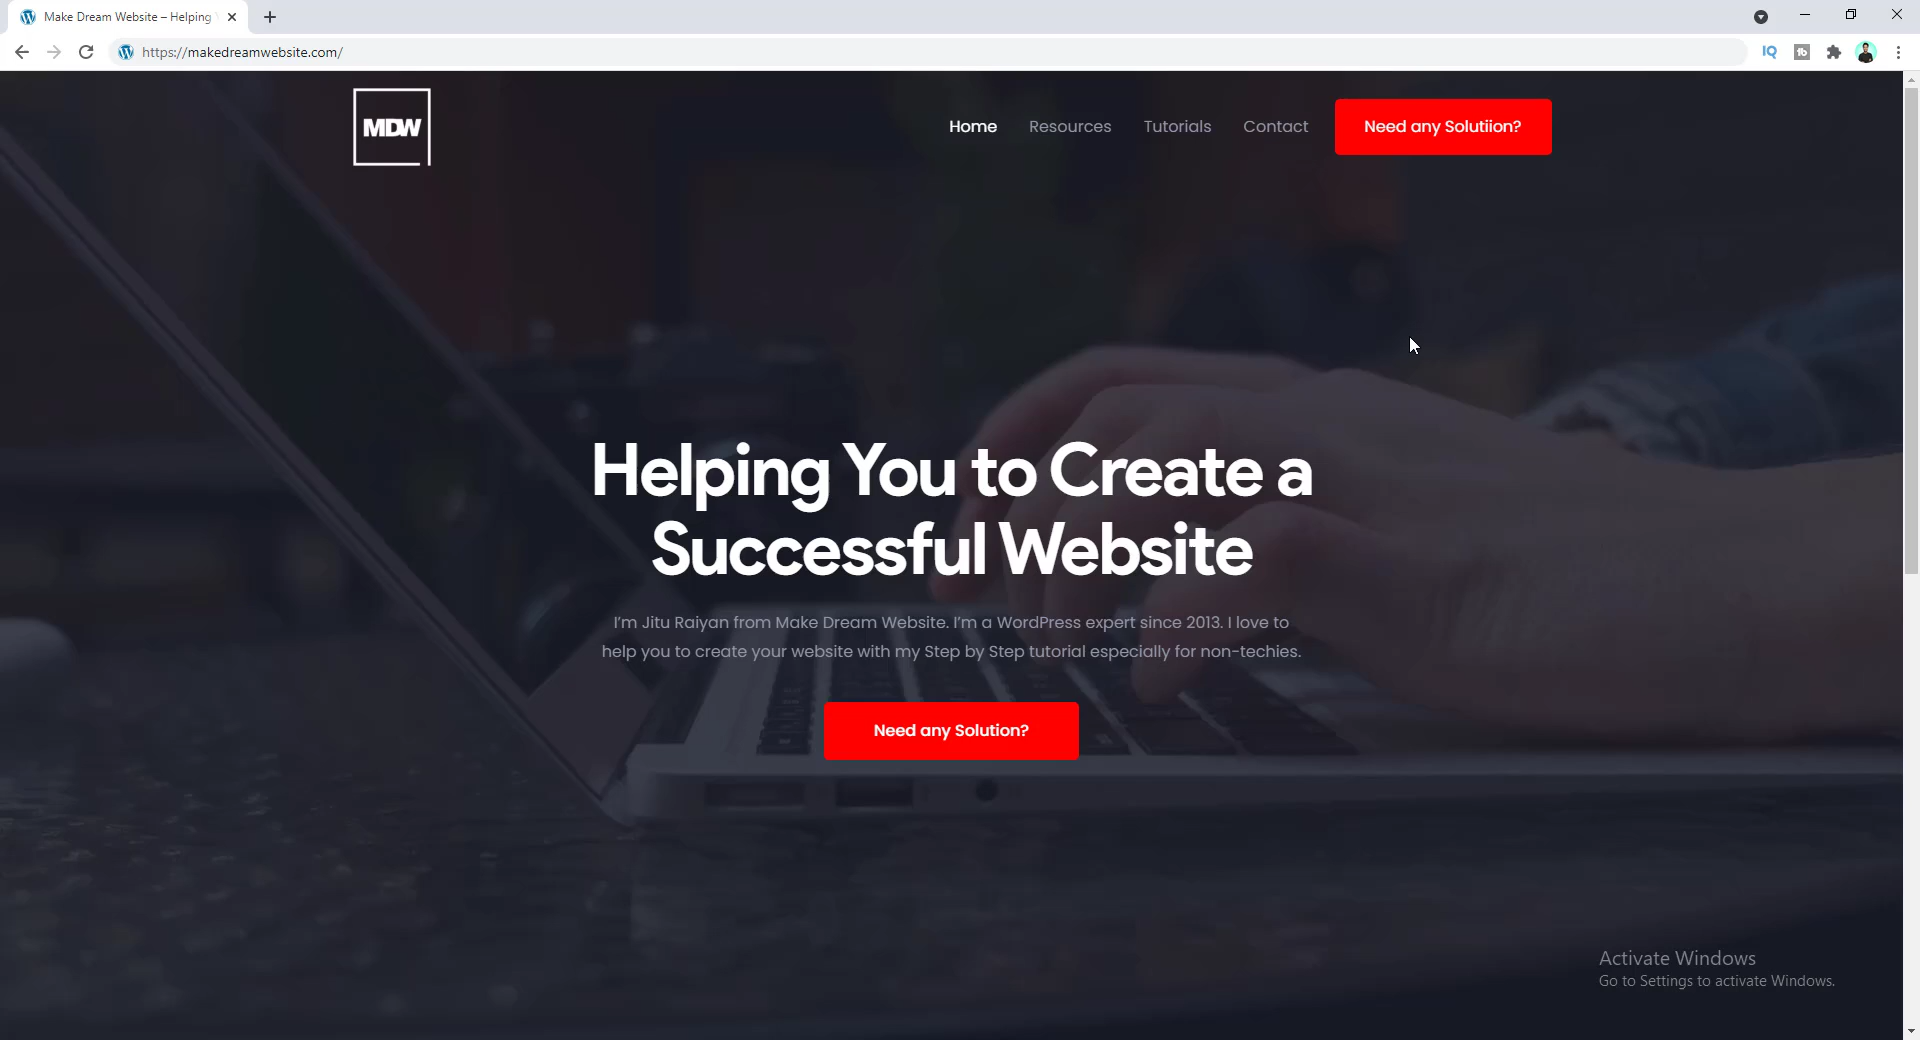 Make Dream Website – Helping
https://makedreamwebsite.com/
IQ
MDW
Home
Resources
Tutorials
Contact
Need any Solutiion?
Helping You to Create a
Successful Website
I'm Jitu Raiyan from Make Dream Website. I'm a WordPress expert since 2013. I love to
help you to create your website with my Step by Step tutorial especially for non-techies.
Need any Solution?
Activate Windows
Go to Settings to activate Windows.